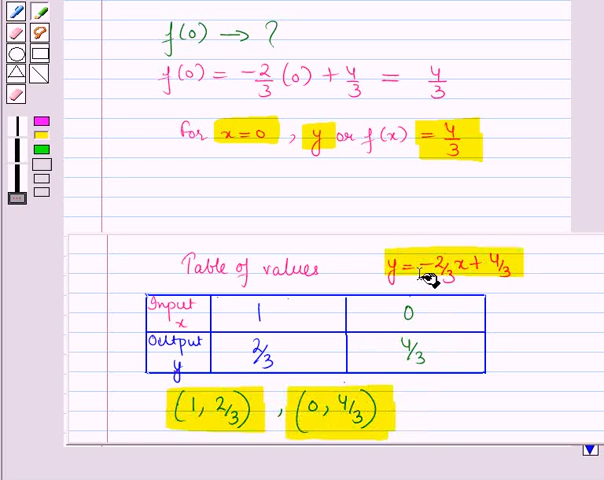 f(0) → ?
f(0) = -2/3 (0) + 4/3 = 4/3
for x=0 , y or f(x) = 4/3
Table of values y = -2/3 x + 4/3
Input x 1 0
Output y 2/3 4/3
(1, 2/3) , (0, 4/3)